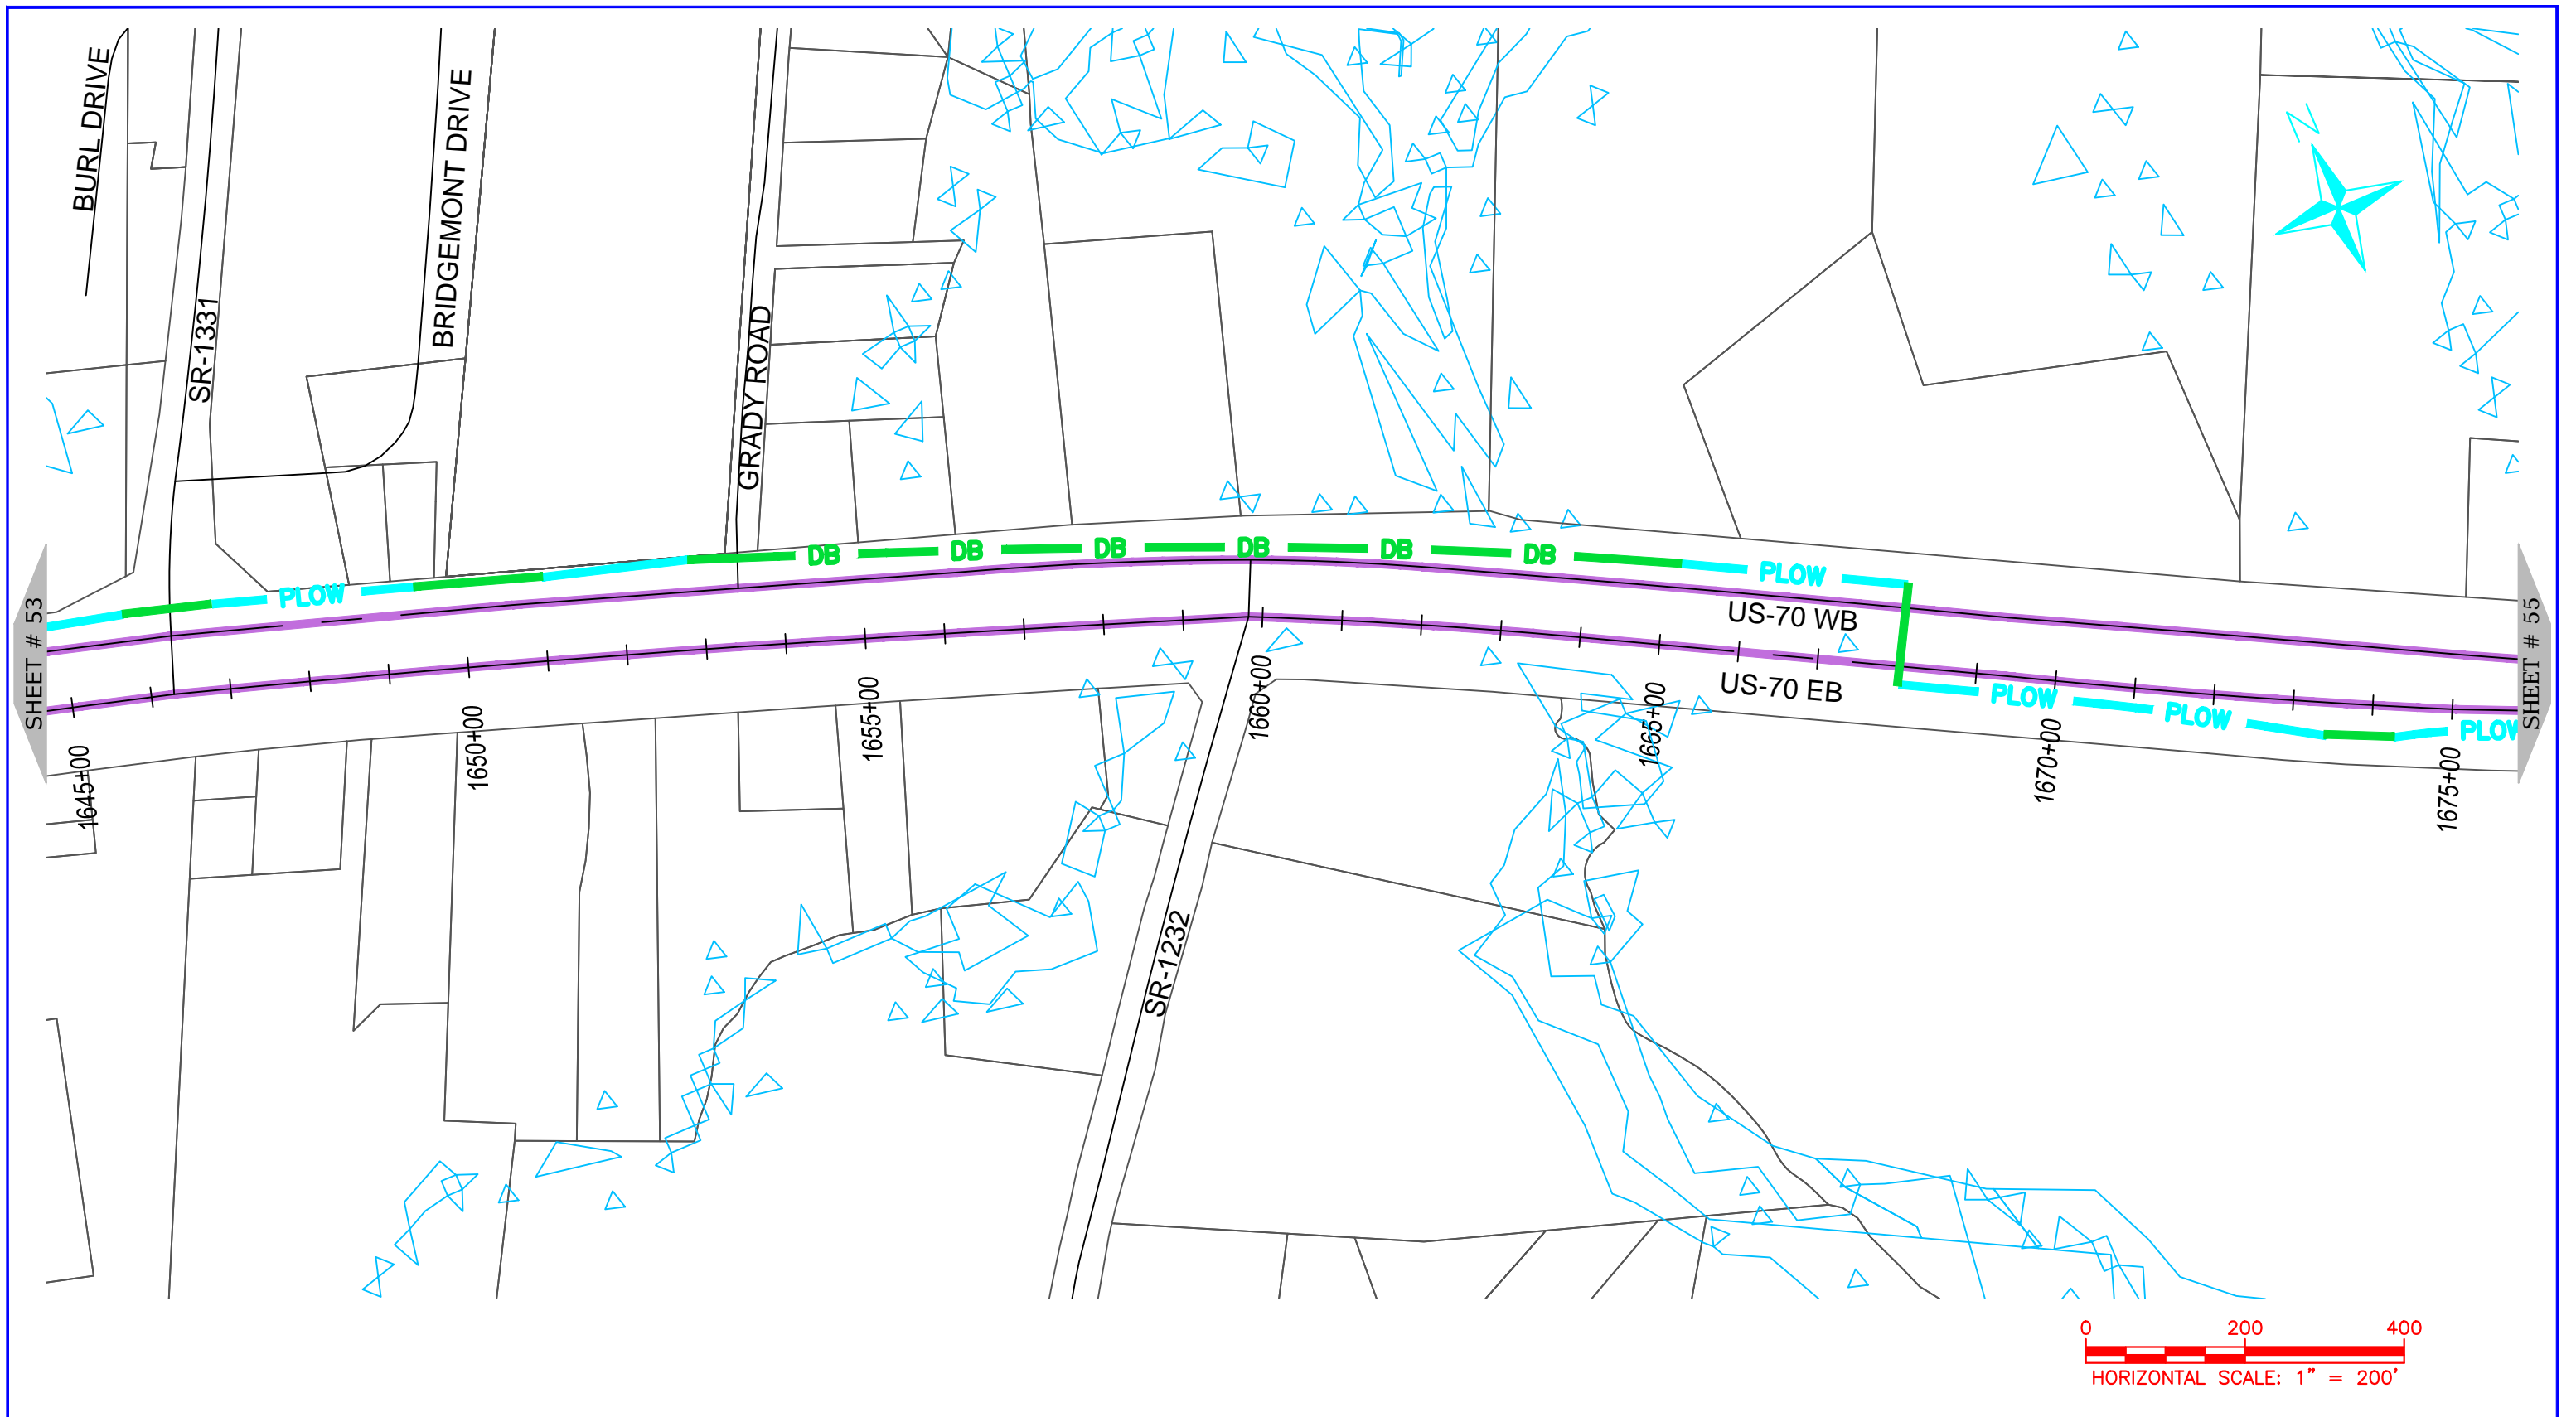 BURL DRIVE
SR-1331
BRIDGEMONT DRIVE
GRADY ROAD
N
DB
DB
DB
DB
DB
DB
PLOW
PLOW
US-70 WB
US-70 EB
PLOW
PLOW
PLOW
SHEET # 53
SHEET # 55
1645+00
1650+00
1655+00
1660+00
1665+00
1670+00
1675+00
SR-1232
0 200 400
HORIZONTAL SCALE: 1” = 200’